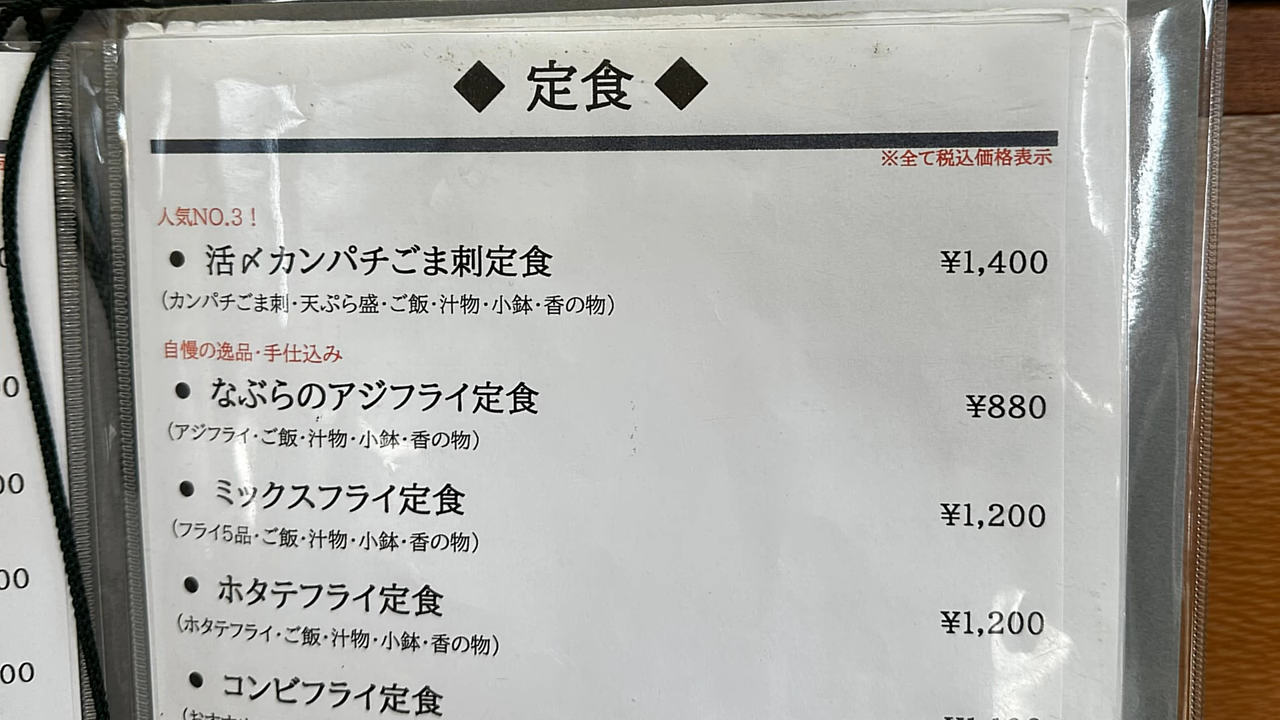 ◆ 定食 ◆
※全て税込価格表示
人気NO.3！
● 活〆カンパチごま刺定食 ¥1,400
（カンパチごま刺・天ぷら盛・ご飯・汁物・小鉢・香の物）
自慢の逸品・手仕込み
● なぶらのアジフライ定食 ¥880
（アジフライ・ご飯・汁物・小鉢・香の物）
● ミックスフライ定食 ¥1,200
（フライ5品・ご飯・汁物・小鉢・香の物）
● ホタテフライ定食 ¥1,200
（ホタテフライ・ご飯・汁物・小鉢・香の物）
● コンビフライ定食